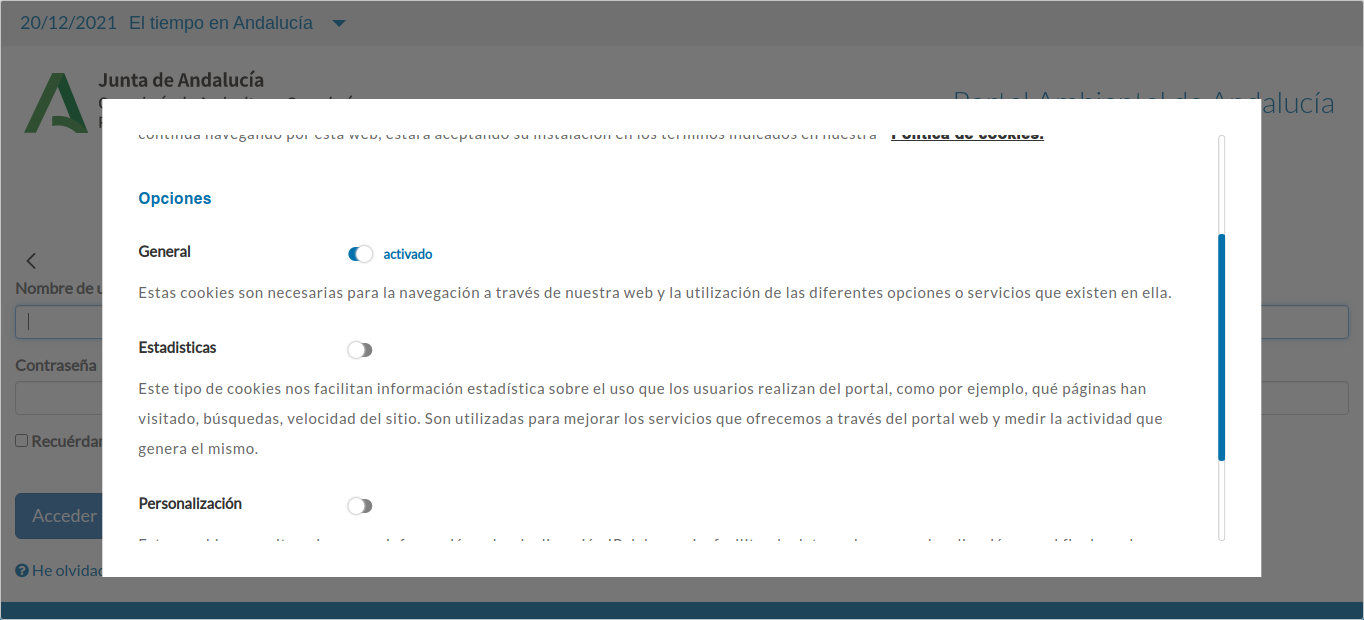 20/12/2021 El tiempo en Andalucía
Junta de Andalucía
Portal Ambiental de Andalucía
continua navegando por esta web, estará aceptando su instalación en los términos indicados en nuestra Política de cookies.
Opciones
General activado
Estas cookies son necesarias para la navegación a través de nuestra web y la utilización de las diferentes opciones o servicios que existen en ella.
Estadisticas
Este tipo de cookies nos facilitan información estadística sobre el uso que los usuarios realizan del portal, como por ejemplo, qué páginas han
visitado, búsquedas, velocidad del sitio. Son utilizadas para mejorar los servicios que ofrecemos a través del portal web y medir la actividad que
genera el mismo.
Personalización
Nombre de u
Contraseña
Recuérdar
Acceder
He olvidad